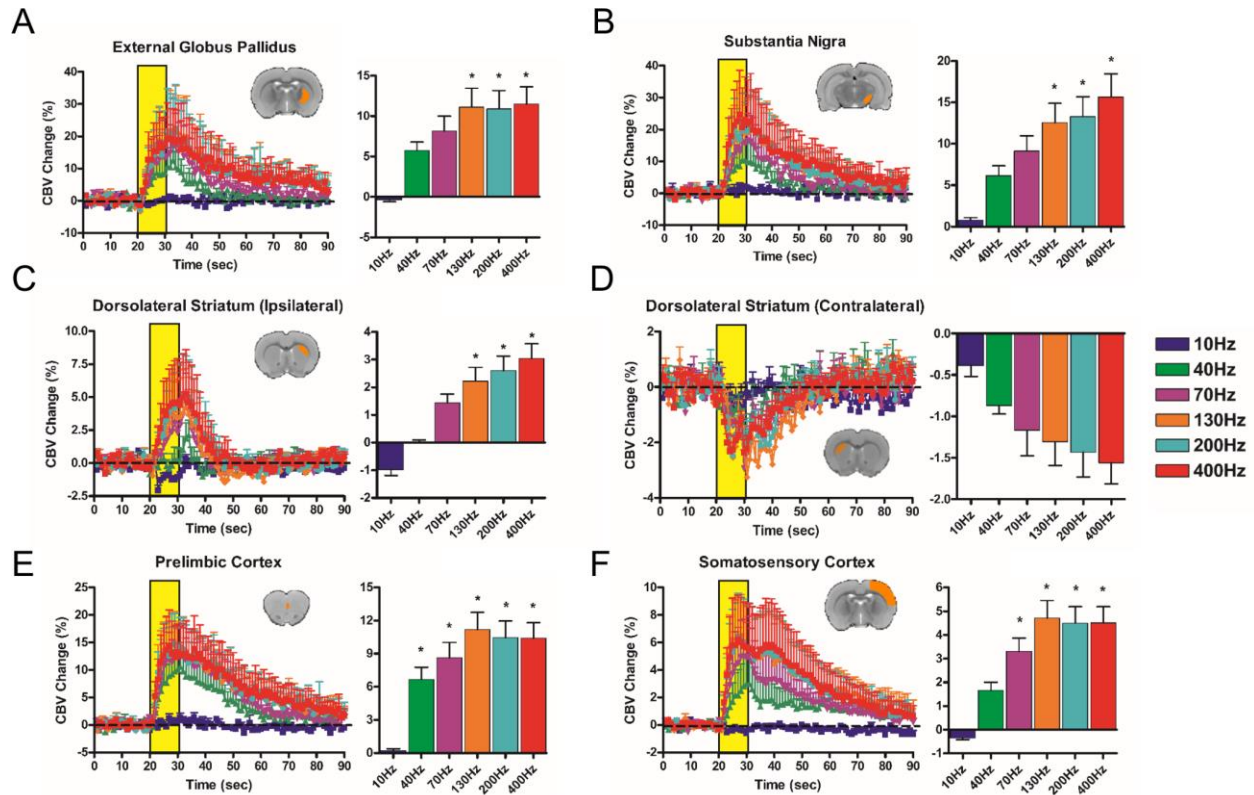 A
External Globus Pallidus
CBV Change (%)
40
30
20
10
0
-10
0 10 20 30 40 50 60 70 80 90
Time (sec)
15
10
5
0
-5
* * *
10Hz 40Hz 70Hz 130Hz 200Hz 400Hz
B
Substantia Nigra
CBV Change (%)
40
30
20
10
0
-10
0 10 20 30 40 50 60 70 80 90
Time (sec)
20
15
10
5
0
* * *
10Hz 40Hz 70Hz 130Hz 200Hz 400Hz
C
Dorsolateral Striatum (Ipsilateral)
CBV Change (%)
10.0
7.5
5.0
2.5
0.0
-2.5
0 10 20 30 40 50 60 70 80 90
Time (sec)
4
3
2
1
0
-1
-2
* * *
10Hz 40Hz 70Hz 130Hz 200Hz 400Hz
D
Dorsolateral Striatum (Contralateral)
CBV Change (%)
2
0
-2
-4
0 10 20 30 40 50 60 70 80 90
Time (sec)
0.0
-0.5
-1.0
-1.5
-2.0
10Hz 40Hz 70Hz 130Hz 200Hz 400Hz
10Hz
40Hz
70Hz
130Hz
200Hz
400Hz
E
Prelimbic Cortex
CBV Change (%)
25
20
15
10
5
0
-5
0 10 20 30 40 50 60 70 80 90
Time (sec)
15
12
9
6
3
0
* * * * *
10Hz 40Hz 70Hz 130Hz 200Hz 400Hz
F
Somatosensory Cortex
CBV Change (%)
10
8
6
4
2
0
2
0 10 20 30 40 50 60 70 80 90
Time (sec)
6
5
4
3
2
1
0
-1
* * * *
10Hz 40Hz 70Hz 130Hz 200Hz 400Hz